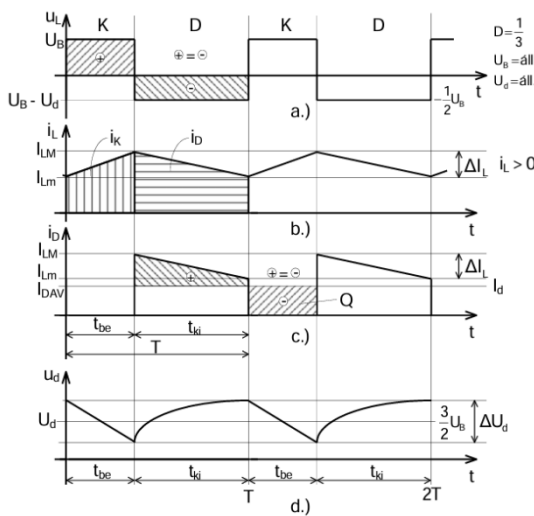 u_L K D K D
U_B
⊕ ⊕=⊖
D=1/3
U_B=áll
U_d=áll
t
⊖
U_B - U_d
-1/2 U_B
a.)
i_L
i_K i_D
I_LM
I_Lm
ΔI_L i_L > 0
t
b.)
i_D
I_LM
I_Lm
I_DAV
⊕ ⊕=⊖
⊖ Q
ΔI_L
I_d
t_be t_ki
t
T
c.)
u_d
U_d
3/2 U_B
ΔU_d
t_be t_ki t_be t_ki
t
T 2T
d.)